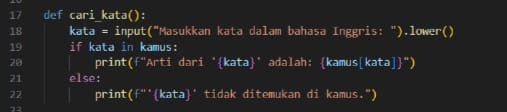 17 def cari_kata():
18     kata = input("Masukkan kata dalam bahasa Inggris: ").lower()
19     if kata in kamus:
20         print(f"Arti dari '{kata}' adalah: {kamus[kata]}")
21     else:
22         print(f"'{kata}' tidak ditemukan di kamus.")
23